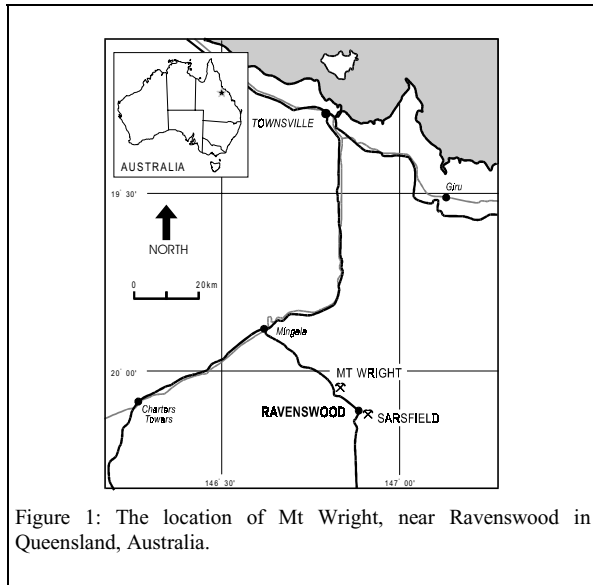 TOWNSVILLE
AUSTRALIA
Giru
19° 30'
NORTH
0 20km
Mingela
20° 00'
MT WRIGHT
RAVENSWOOD
SARSFIELD
Charters
Towers
146° 30'
147° 00'
Figure 1: The location of Mt Wright, near Ravenswood in
Queensland, Australia.